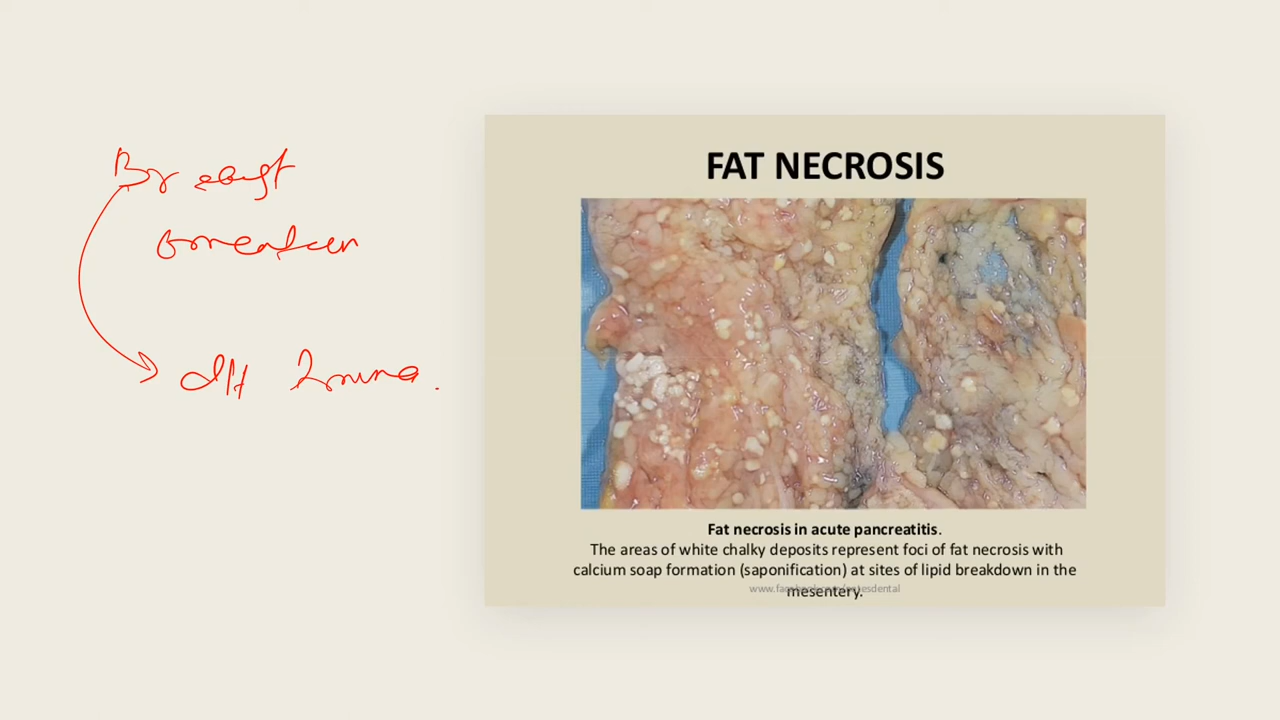 Breast
FAT NECROSIS
Fat necrosis in acute pancreatitis.
The areas of white chalky deposits represent foci of fat necrosis with
calcium soap formation (saponification) at sites of lipid breakdown in the
mesentery.